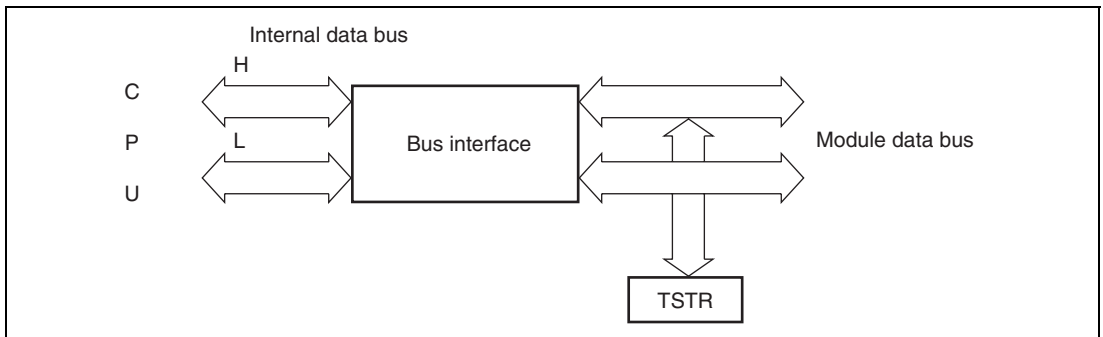 Internal data bus
H
C
P
L
Bus interface
Module data bus
U
TSTR